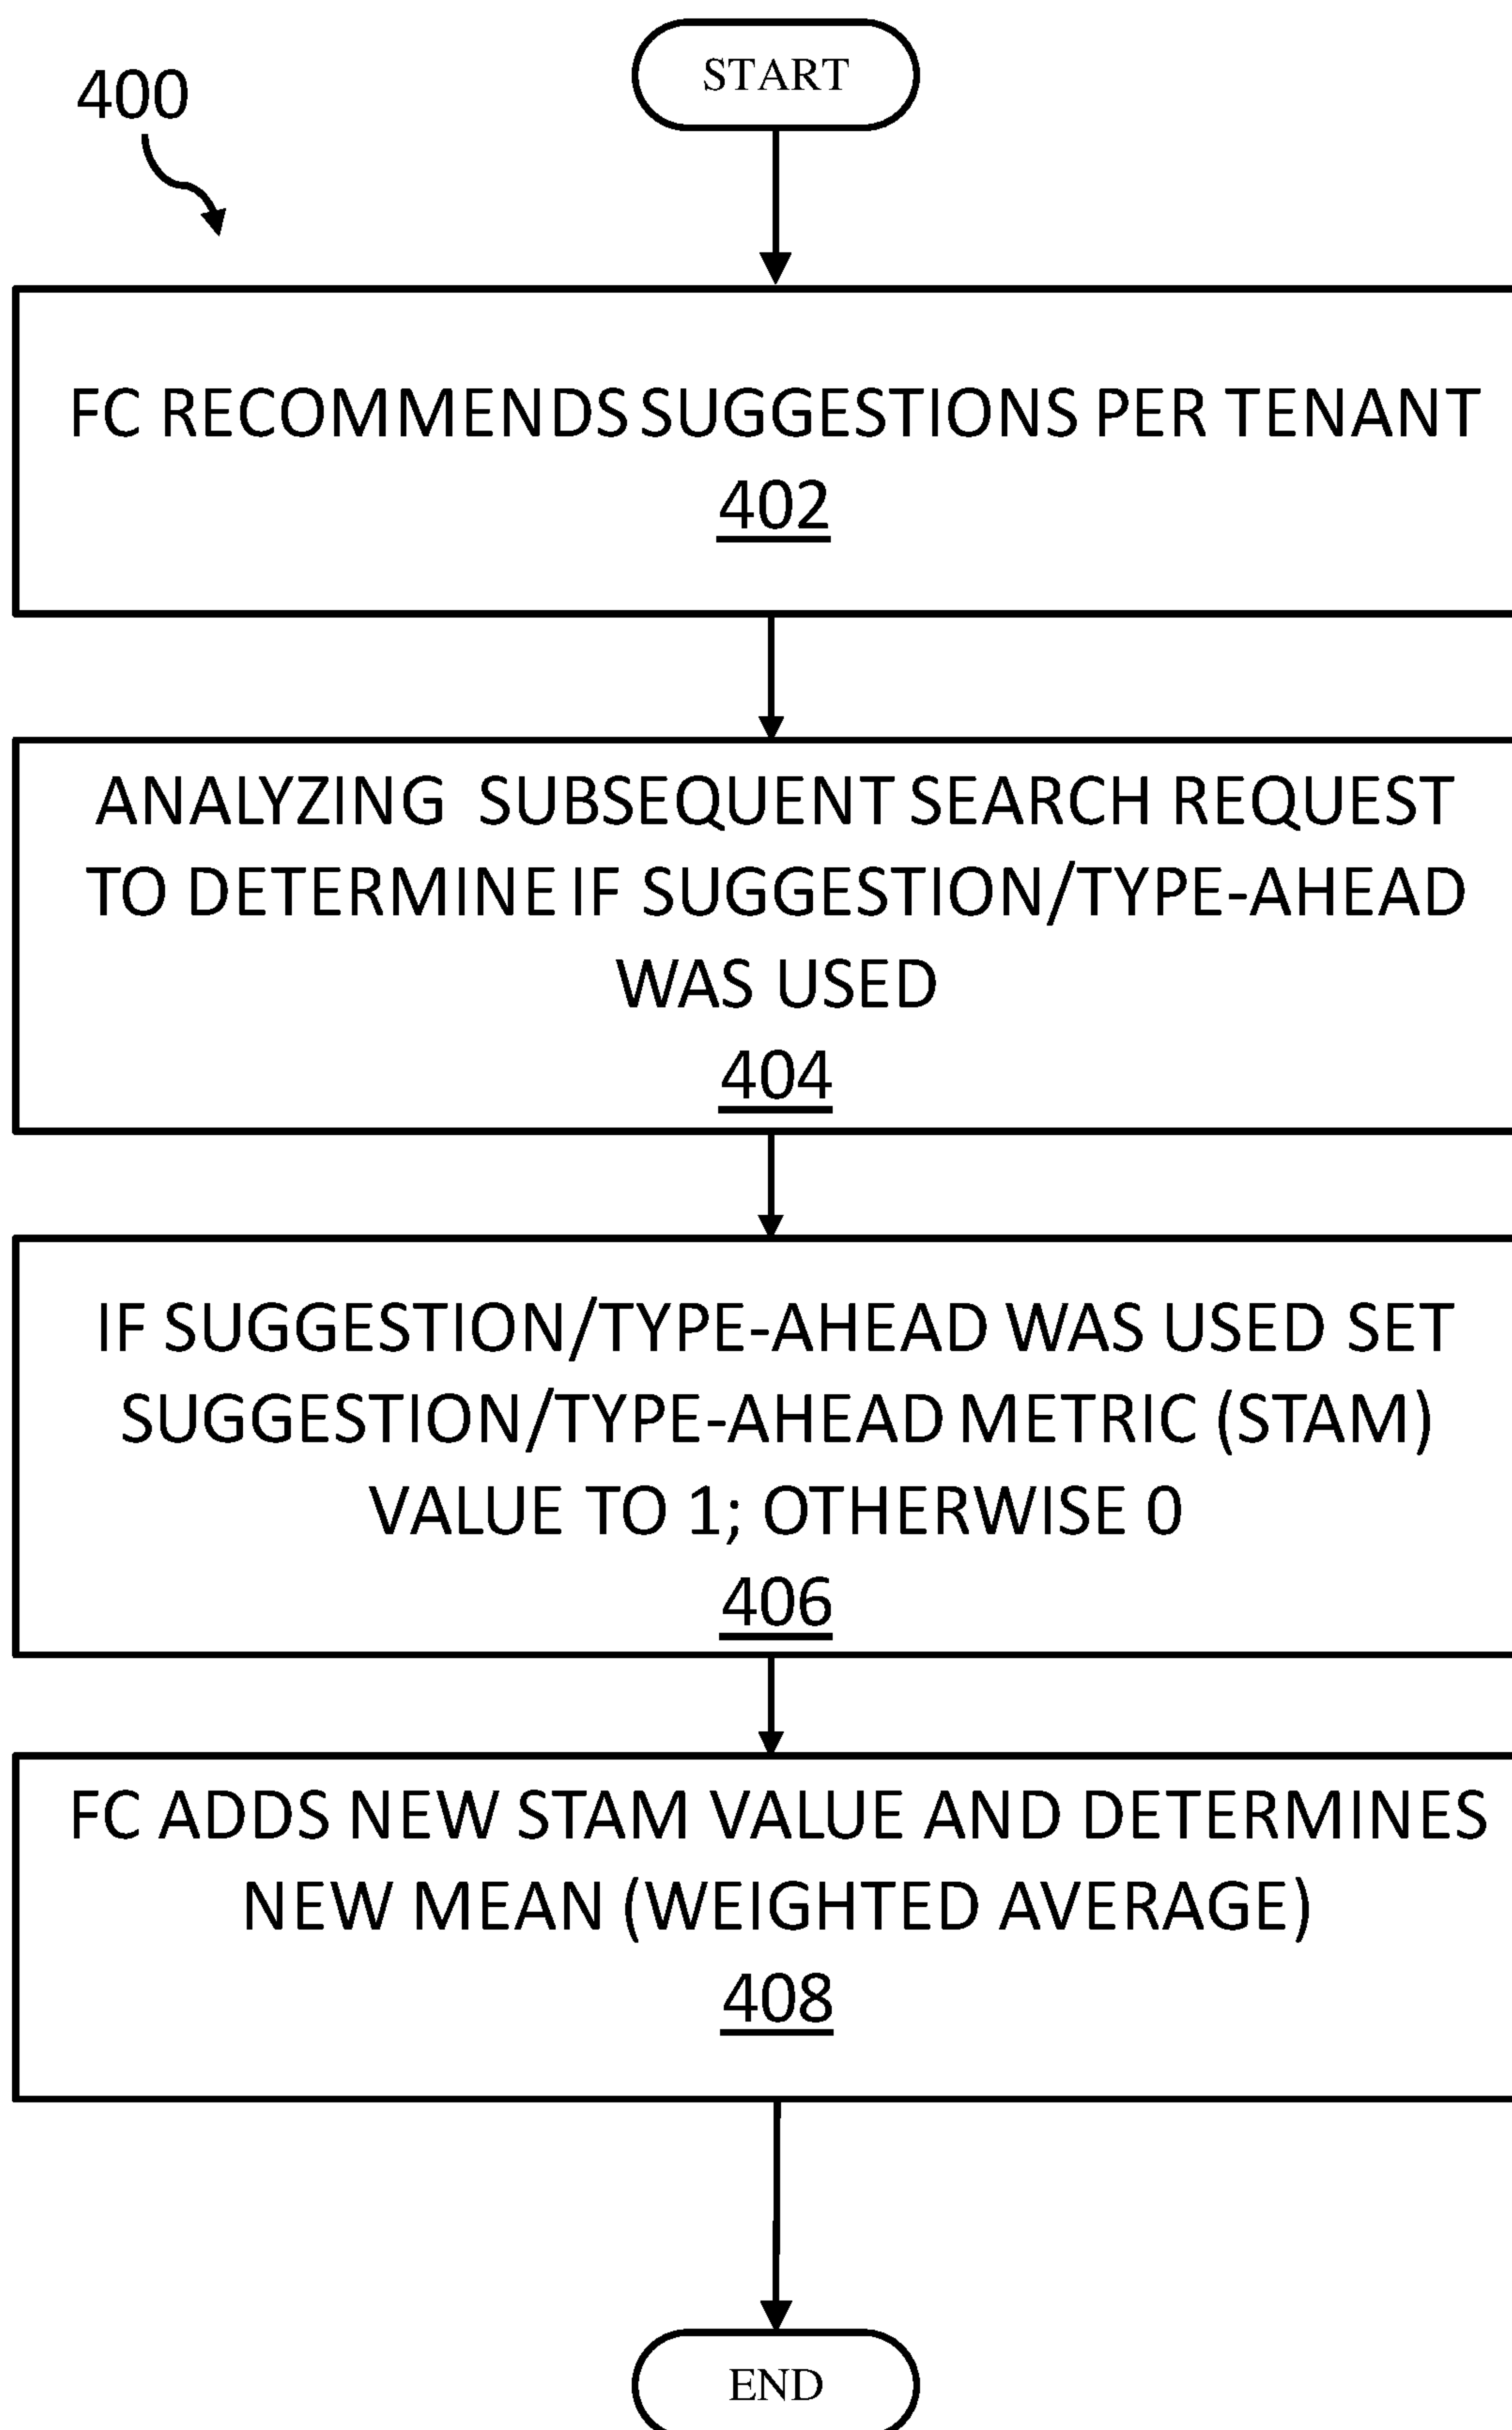 START
400
FC RECOMMENDS SUGGESTIONS PER TENANT
402
ANALYZING SUBSEQUENT SEARCH REQUEST
TO DETERMINE IF SUGGESTION/TYPE-AHEAD
WAS USED
404
IF SUGGESTION/TYPE-AHEAD WAS USED SET
SUGGESTION/TYPE-AHEAD METRIC (STAM)
VALUE TO 1; OTHERWISE 0
406
FC ADDS NEW STAM VALUE AND DETERMINES
NEW MEAN (WEIGHTED AVERAGE)
408
END